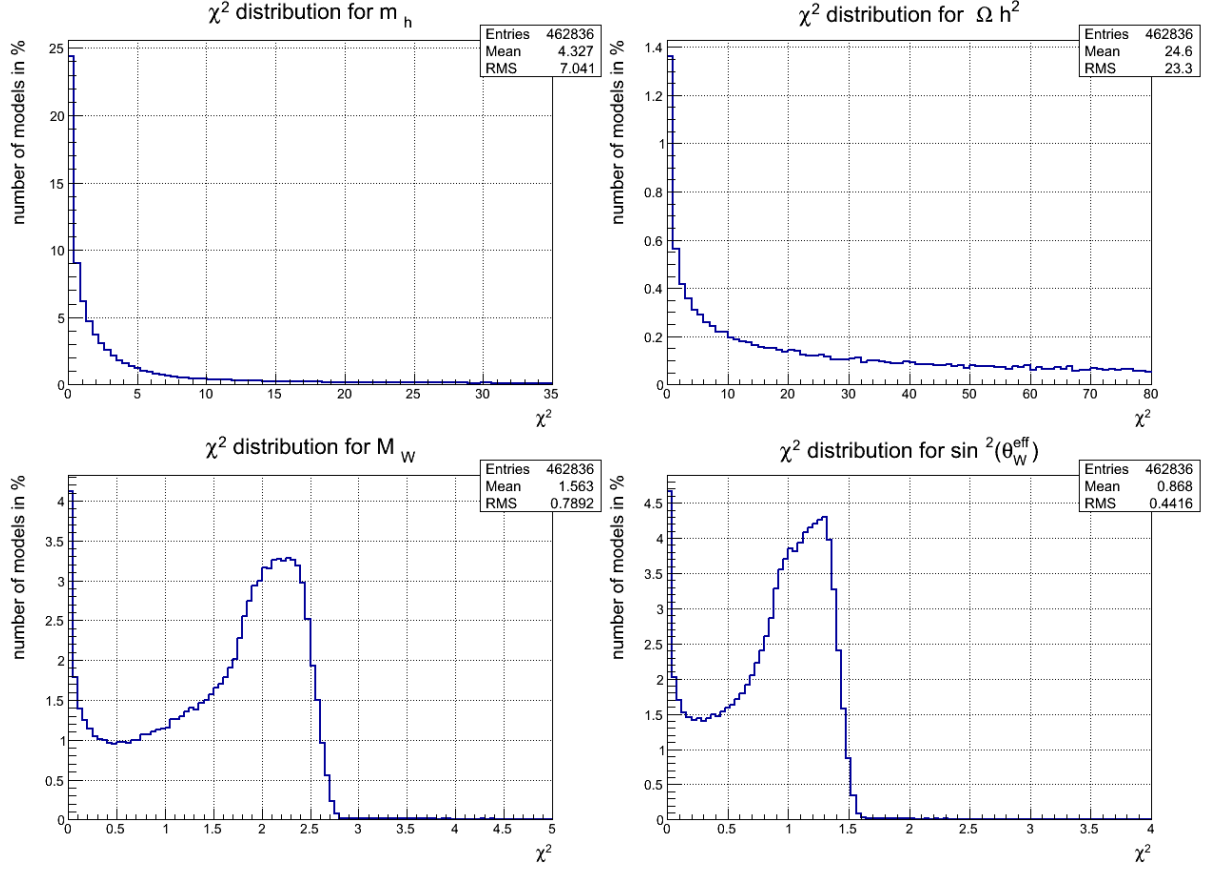 χ² distribution for m h
Entries 462836
Mean 4.327
RMS 7.041
number of models in %
25
20
15
10
5
0
0 5 10 15 20 25 30 35
χ²
χ² distribution for Ω h²
Entries 462836
Mean 24.6
RMS 23.3
number of models in %
1.4
1.2
1
0.8
0.6
0.4
0.2
0
0 10 20 30 40 50 60 70 80
χ²
χ² distribution for M W
Entries 462836
Mean 1.563
RMS 0.7892
number of models in %
4
3.5
3
2.5
2
1.5
1
0.5
0
0 0.5 1 1.5 2 2.5 3 3.5 4 4.5 5
χ²
χ² distribution for sin ²(θ_W^eff)
Entries 462836
Mean 0.868
RMS 0.4416
number of models in %
4.5
4
3.5
3
2.5
2
1.5
1
0.5
0
0 0.5 1 1.5 2 2.5 3 3.5 4
χ²